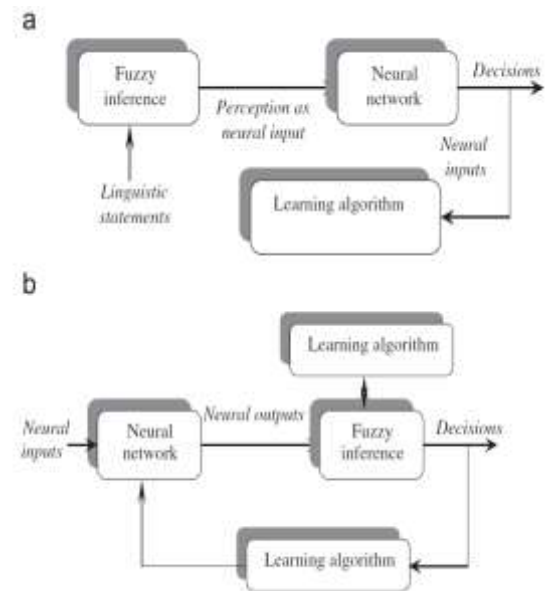 a
Fuzzy
inference
Perception as
neural input
Neural
network
Decisions
Neural
inputs
Linguistic
statements
Learning algorithm
b
Learning algorithm
Neural
inputs
Neural
network
Neural outputs
Fuzzy
inference
Decisions
Learning algorithm